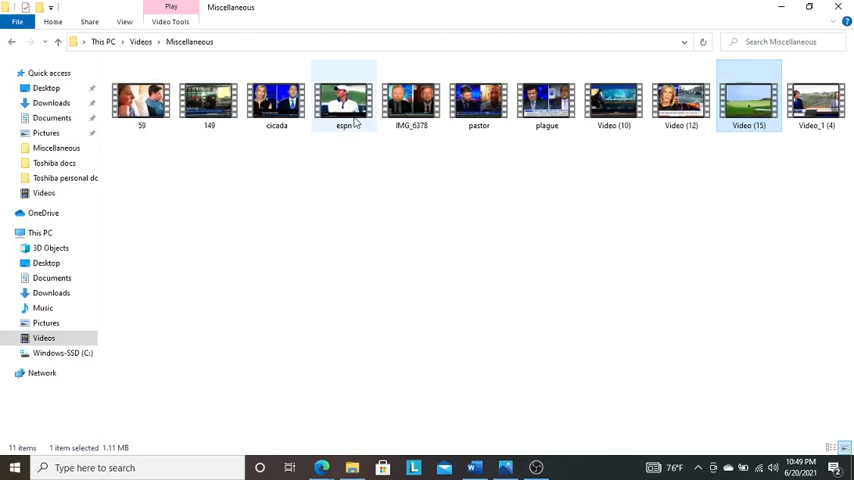 Play
Miscellaneous
File
Home
Share
View
Video Tools
This PC
Videos
Miscellaneous
Search Miscellaneous
Quick access
Desktop
Downloads
Documents
Pictures
Miscellaneous
Toshiba docs
Toshiba personal dc
Videos
OneDrive
This PC
3D Objects
Desktop
Documents
Downloads
Music
Pictures
Videos
Windows-SSD (C:)
Network
59
149
cicada
espn
IMG_6378
pastor
plague
Video (10)
Video (12)
Video (15)
Video_1 (4)
11 items
1 item selected 1.11 MB
Type here to search
76°F
10:49 PM
6/20/2021
2